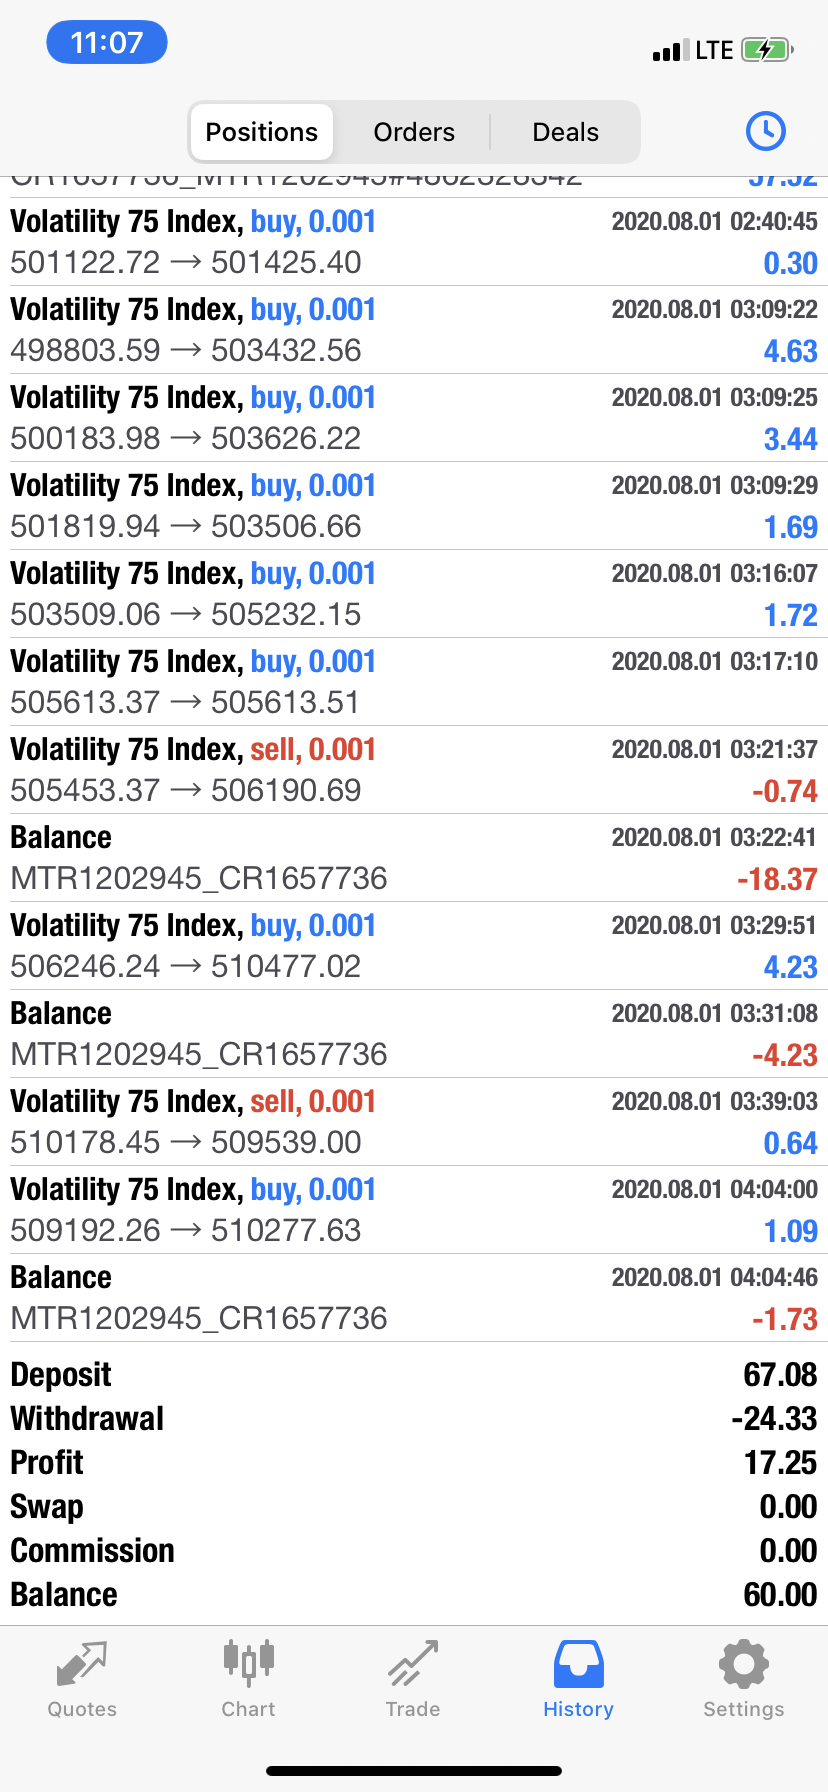 11:07 LTE
Positions Orders Deals
Volatility 75 Index, buy, 0.001 2020.08.01 02:40:45
501122.72 → 501425.40 0.30
Volatility 75 Index, buy, 0.001 2020.08.01 03:09:22
498803.59 → 503432.56 4.63
Volatility 75 Index, buy, 0.001 2020.08.01 03:09:25
500183.98 → 503626.22 3.44
Volatility 75 Index, buy, 0.001 2020.08.01 03:09:29
501819.94 → 503506.66 1.69
Volatility 75 Index, buy, 0.001 2020.08.01 03:16:07
503509.06 → 505232.15 1.72
Volatility 75 Index, buy, 0.001 2020.08.01 03:17:10
505613.37 → 505613.51
Volatility 75 Index, sell, 0.001 2020.08.01 03:21:37
505453.37 → 506190.69 -0.74
Balance 2020.08.01 03:22:41
MTR1202945_CR1657736 -18.37
Volatility 75 Index, buy, 0.001 2020.08.01 03:29:51
506246.24 → 510477.02 4.23
Balance 2020.08.01 03:31:08
MTR1202945_CR1657736 -4.23
Volatility 75 Index, sell, 0.001 2020.08.01 03:39:03
510178.45 → 509539.00 0.64
Volatility 75 Index, buy, 0.001 2020.08.01 04:04:00
509192.26 → 510277.63 1.09
Balance 2020.08.01 04:04:46
MTR1202945_CR1657736 -1.73
Deposit 67.08
Withdrawal -24.33
Profit 17.25
Swap 0.00
Commission 0.00
Balance 60.00
Quotes Chart Trade History Settings